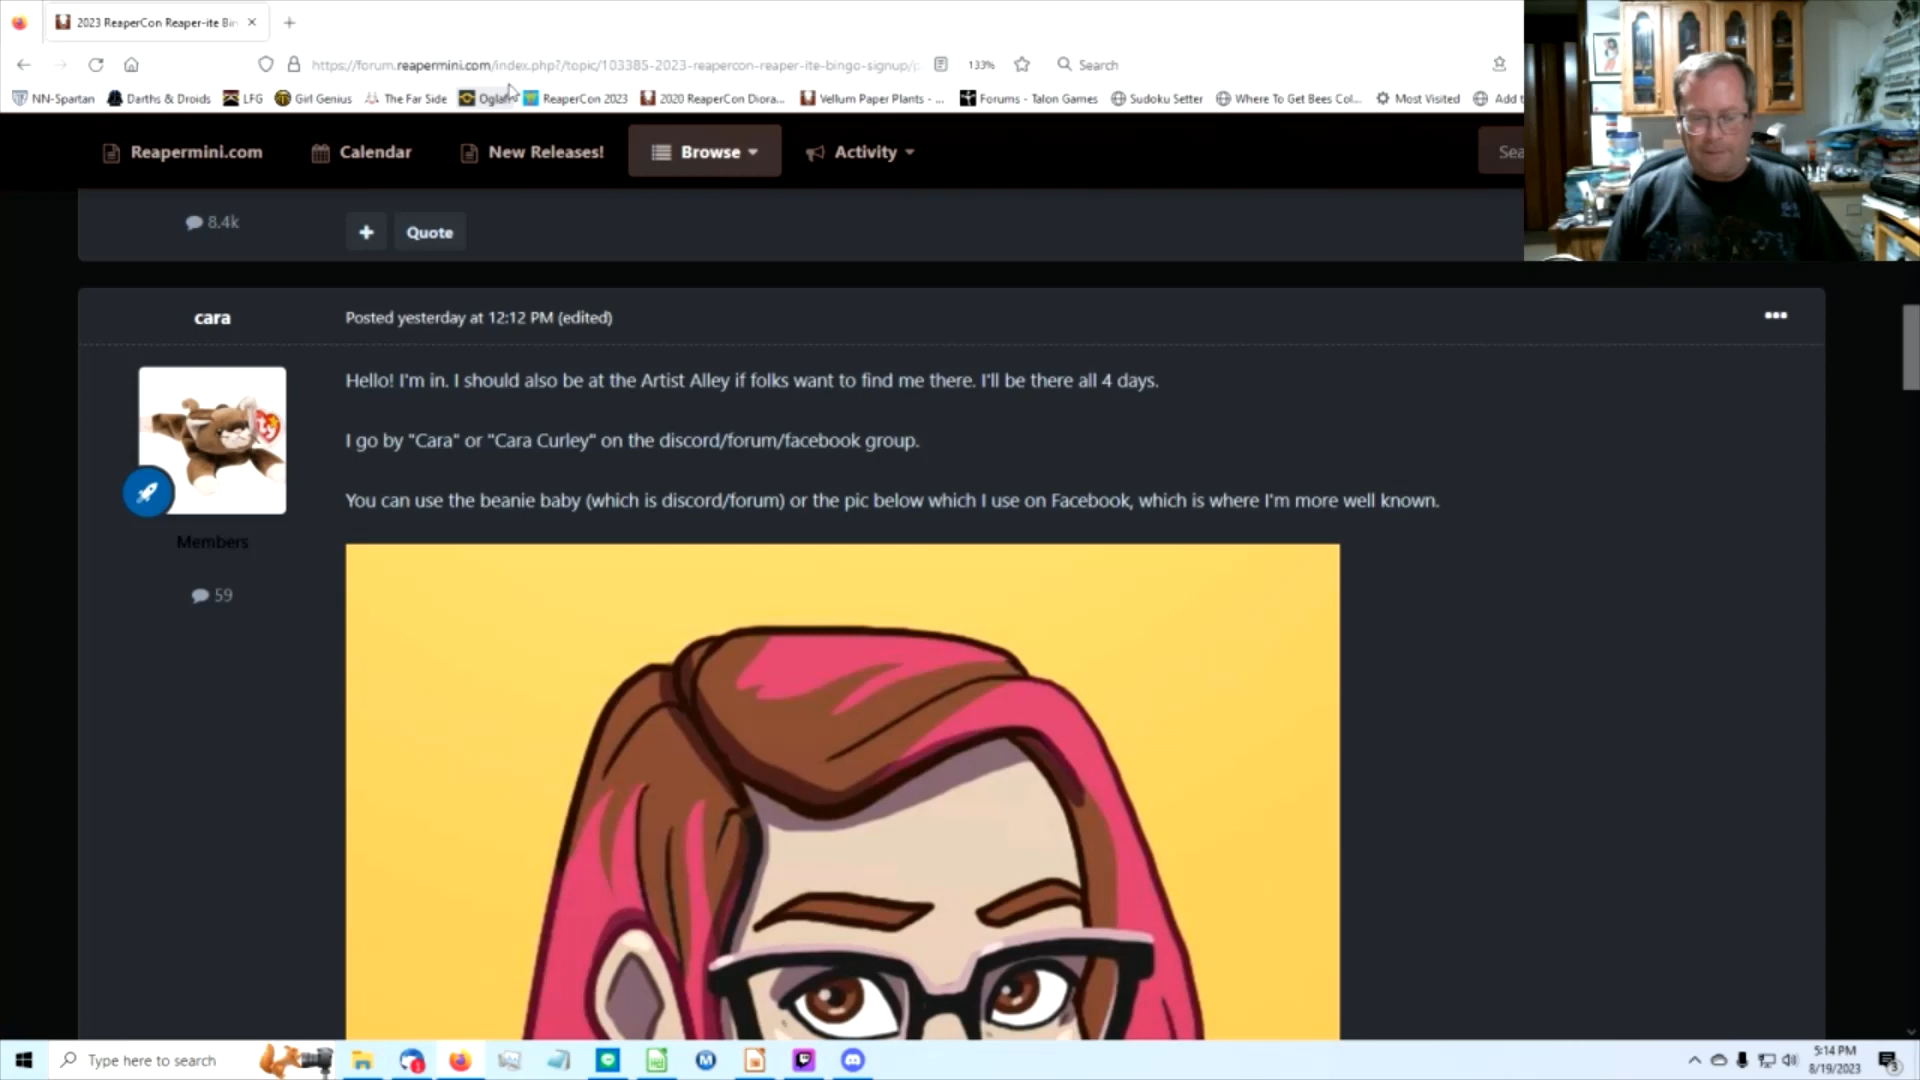 2023 ReaperCon Reaper-ite Bin
https://forum.reapermini.com/index.php?/topic/103385-2023-reapercon-reaper-ite-bingo-signup/p
133%
Search
NN-Spartan
Darths & Droids
LFG
Girl Genius
The Far Side
Oglaf!
ReaperCon 2023
2020 ReaperCon Diora...
Vellum Paper Plants - ...
Forums - Talon Games
Sudoku Setter
Where To Get Bees Col...
Most Visited
Add t
Reapermini.com
Calendar
New Releases!
Browse
Activity
Sea
8.4k
+ Quote
cara
Posted yesterday at 12:12 PM (edited)
Hello! I'm in. I should also be at the Artist Alley if folks want to find me there. I'll be there all 4 days.
I go by "Cara" or "Cara Curley" on the discord/forum/facebook group.
You can use the beanie baby (which is discord/forum) or the pic below which I use on Facebook, which is where I'm more well known.
Members
59
Type here to search
5:14 PM
8/19/2023